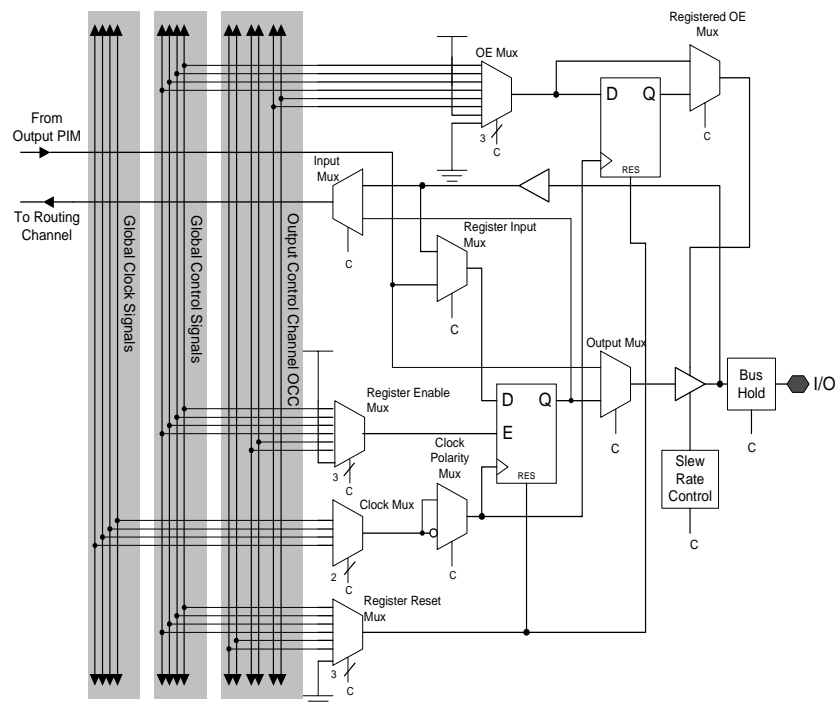 Registered OE
Mux
OE Mux
D Q
RES
3
C
C
From
Output PIM
Input
Mux
To Routing
Channel
C
Register Input
Mux
C
Global Clock Signals
Global Control Signals
Output Control Channel OCC
Output Mux
C
Bus
Hold
I/O
C
Slew
Rate
Control
C
Register Enable
Mux
3
C
D Q
E
RES
Clock
Polarity
Mux
C
Clock Mux
2
C
Register Reset
Mux
3
C